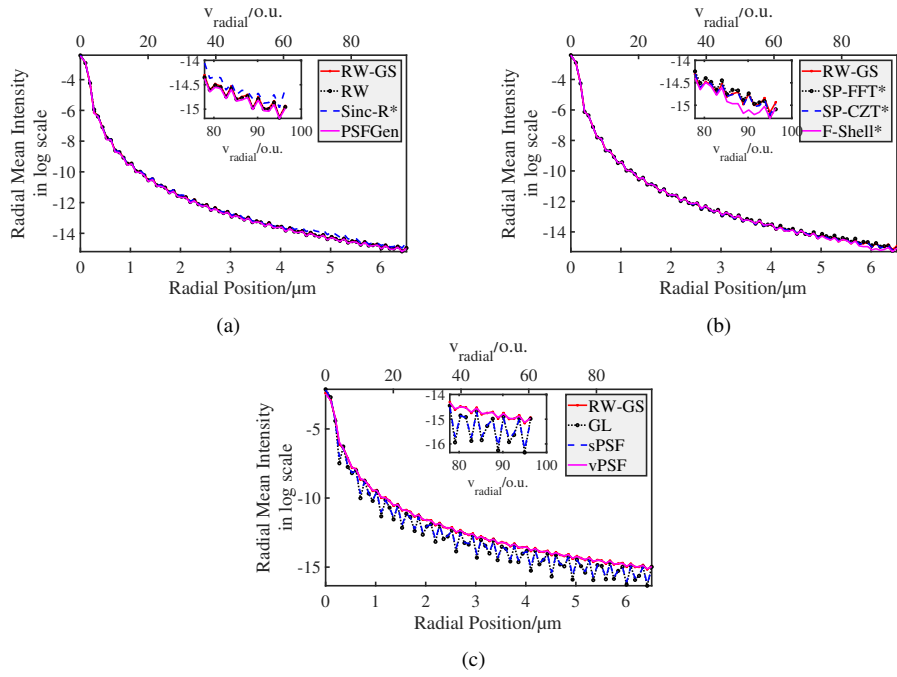 v_radial/o.u.
0 20 40 60 80
Radial Mean Intensity
in log scale
-4
-6
-8
-10
-12
-14
-14
-14.5
-15
80 90 100
v_radial/o.u.
RW-GS
RW
Sinc-R*
PSFGen
0 1 2 3 4 5 6
Radial Position/μm
(a)
v_radial/o.u.
0 20 40 60 80
Radial Mean Intensity
in log scale
-4
-6
-8
-10
-12
-14
-14
-15
80 90 100
v_radial/o.u.
RW-GS
SP-FFT*
SP-CZT*
F-Shell*
0 1 2 3 4 5 6
Radial Position/μm
(b)
v_radial/o.u.
0 20 40 60 80
Radial Mean Intensity
in log scale
-5
-10
-15
-14
-15
-16
80 90 100
v_radial/o.u.
RW-GS
GL
sPSF
vPSF
0 1 2 3 4 5 6
Radial Position/μm
(c)